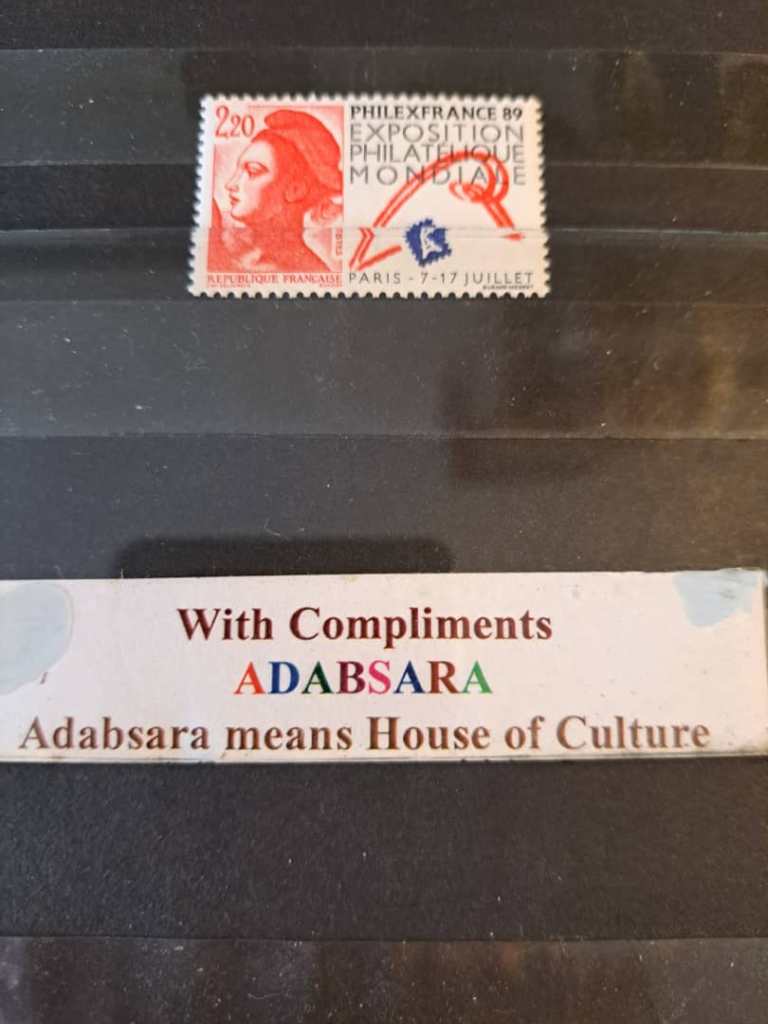 2,20
PHILEXFRANCE 89
EXPOSITION
PHILATÉLIQUE
MONDIALE
REPUBLIQUE FRANÇAISE
PARIS - 7-17 JUILLET
With Compliments
ADABSARA
Adabsara means House of Culture